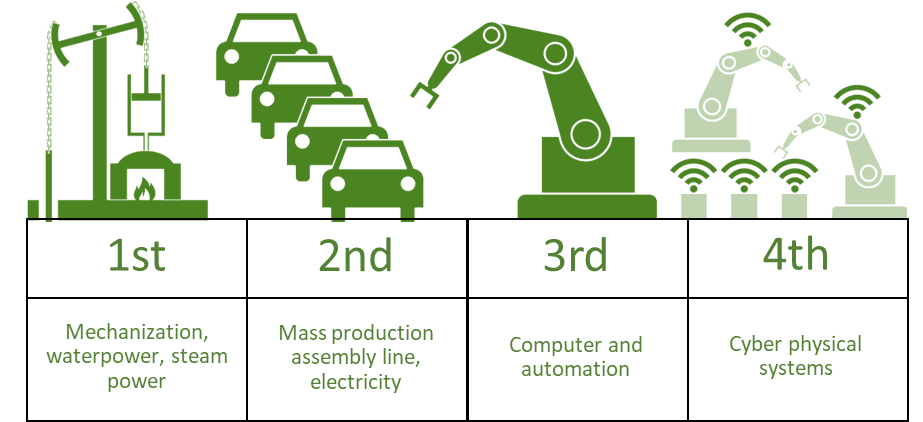 1st
2nd
3rd
4th
Mechanization,
waterpower, steam
power
Mass production
assembly line,
electricity
Computer and
automation
Cyber physical
systems